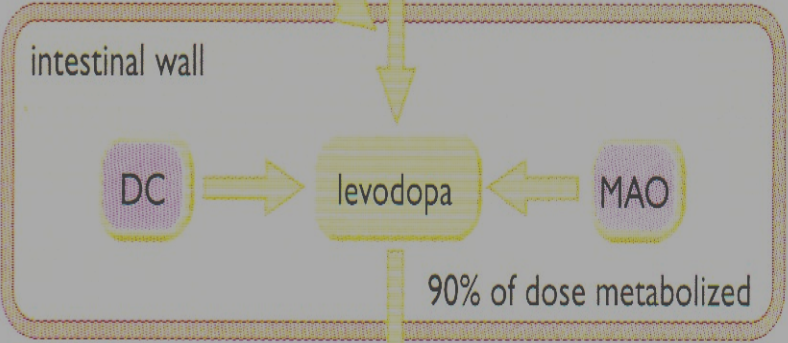 intestinal wall
DC
levodopa
MAO
90% of dose metabolized